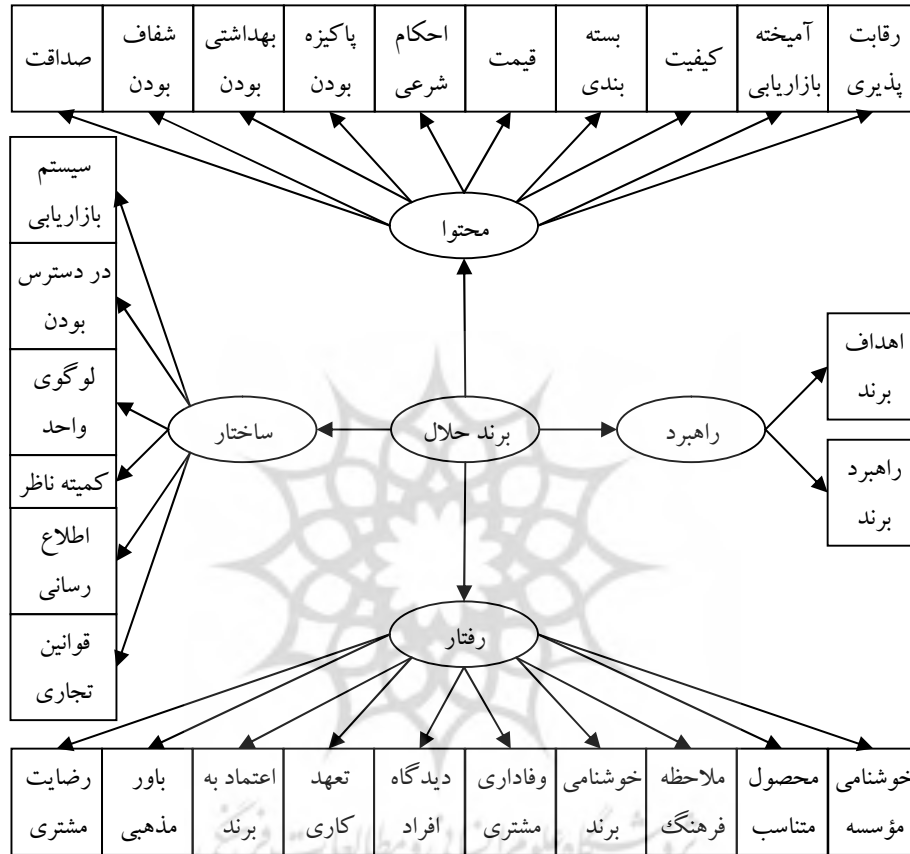 رقابت
پذیری
آمیخته
بازاریابی
کیفیت
بسته
بندی
قیمت
احکام
شرعی
پاکیزه
بودن
بهداشتی
بودن
شفاف
بودن
صداقت
محتوا
سیستم
بازاریابی
در دسترس
بودن
لوگوی
واحد
کمیته ناظر
اطلاع
رسانی
قوانین
تجاری
اهداف
برند
راهبرد
برند
راهبرد
برند حلال
ساختار
رفتار
خوشنامی
مؤسسه
محصول
متناسب
ملاحظه
فرهنگ
خوشنامی
برند
وفاداری
مشتری
دیدگاه
افراد
تعهد
کاری
اعتماد به
برند
باور
مذهبی
رضایت
مشتری